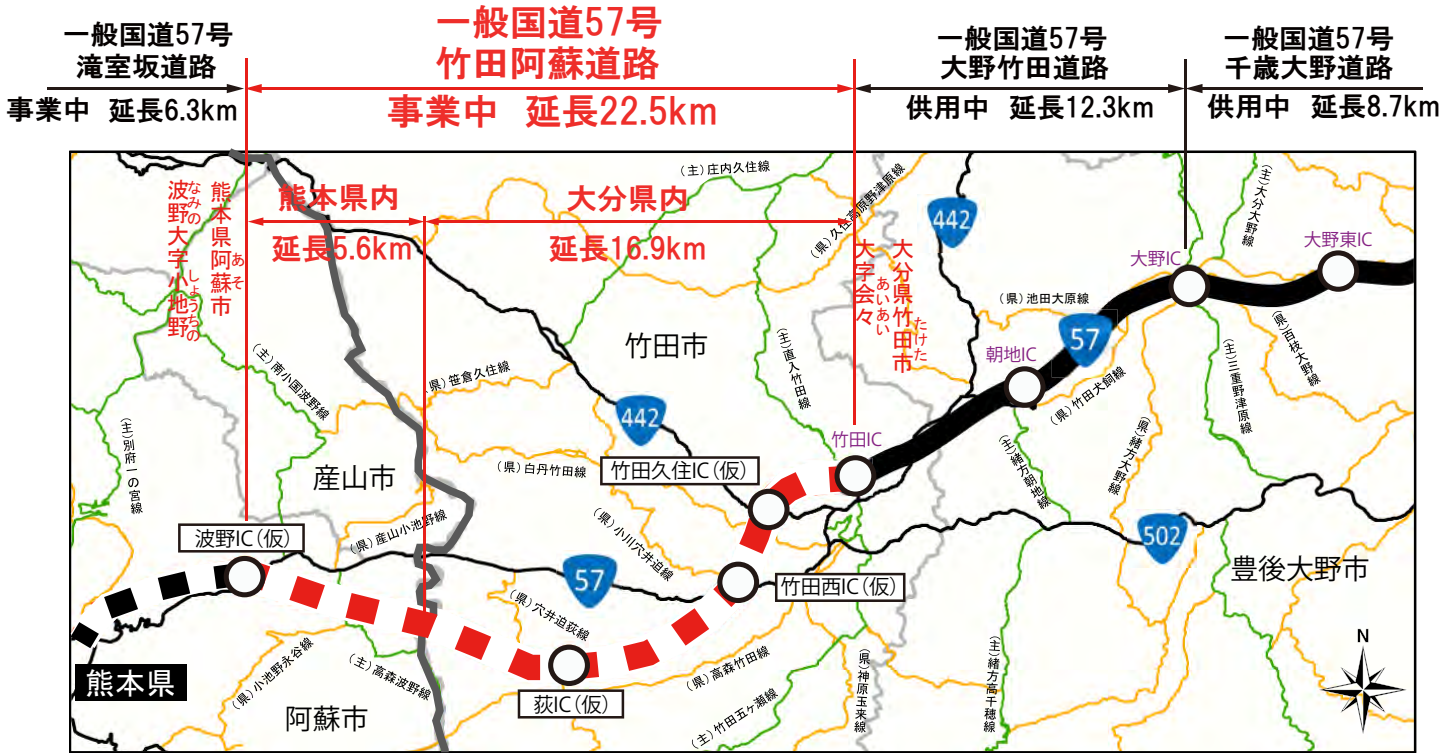 一般国道57号
滝室坂道路
事業中 延長6.3km
一般国道57号
竹田阿蘇道路
事業中 延長22.5km
一般国道57号
大野竹田道路
供用中 延長12.3km
一般国道57号
千歳大野道路
供用中 延長8.7km
熊本県内
延長5.6km
大分県内
延長16.9km
熊本県阿蘇市
あそ
波野大字小地野
なみの
しょうちの
大分県竹田市
たけた
大字会々
あいあい
(主)庄内久住線
(県)久住高原野津原線
442
(主)大分大野線
大野東IC
大野IC
(県)池田大原線
57
朝地IC
(県)竹田犬飼線
(県)百枝大野線
(主)三重野津原線
竹田市
(主)直入竹田線
(主)南小国波野線
(県)笹倉久住線
442
竹田IC
(主)別府一の宮線
産山市
(県)白丹竹田線
竹田久住IC(仮)
(主)緒方朝地線
(県)緒方大野線
波野IC(仮)
(県)産山小池野線
(県)小川穴井迫線
502
57
竹田西IC(仮)
豊後大野市
(県)穴井迫荻線
熊本県
(県)小池野永谷線
(主)高森波野線
荻IC(仮)
(県)高森竹田線
(主)竹田五ヶ瀬線
(県)神原玉来線
(主)緒方高千穂線
阿蘇市
N